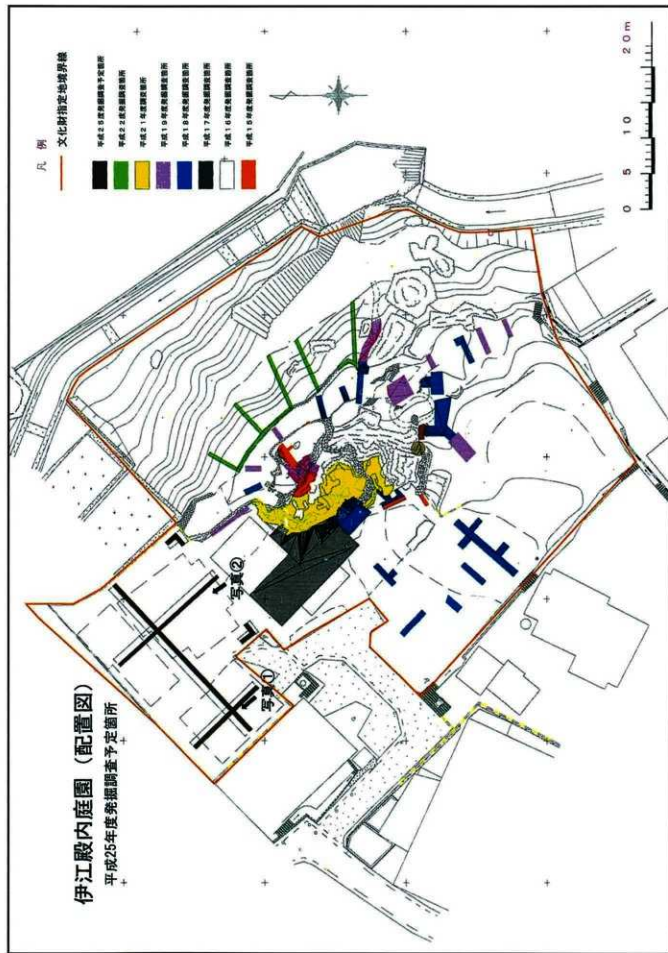 伊江殿内庭園（配置図）
平成25年度発掘調査予定箇所
写真①
写真②
凡例
文化財指定地境界線
平成25度発掘調査予定箇所
平成22度発掘調査箇所
平成21年度調査箇所
平成19年度発掘調査箇所
平成18年度発掘調査箇所
平成17年度発掘調査箇所
平成16年度発掘調査箇所
平成15年度発掘調査箇所
0 5 10 20m